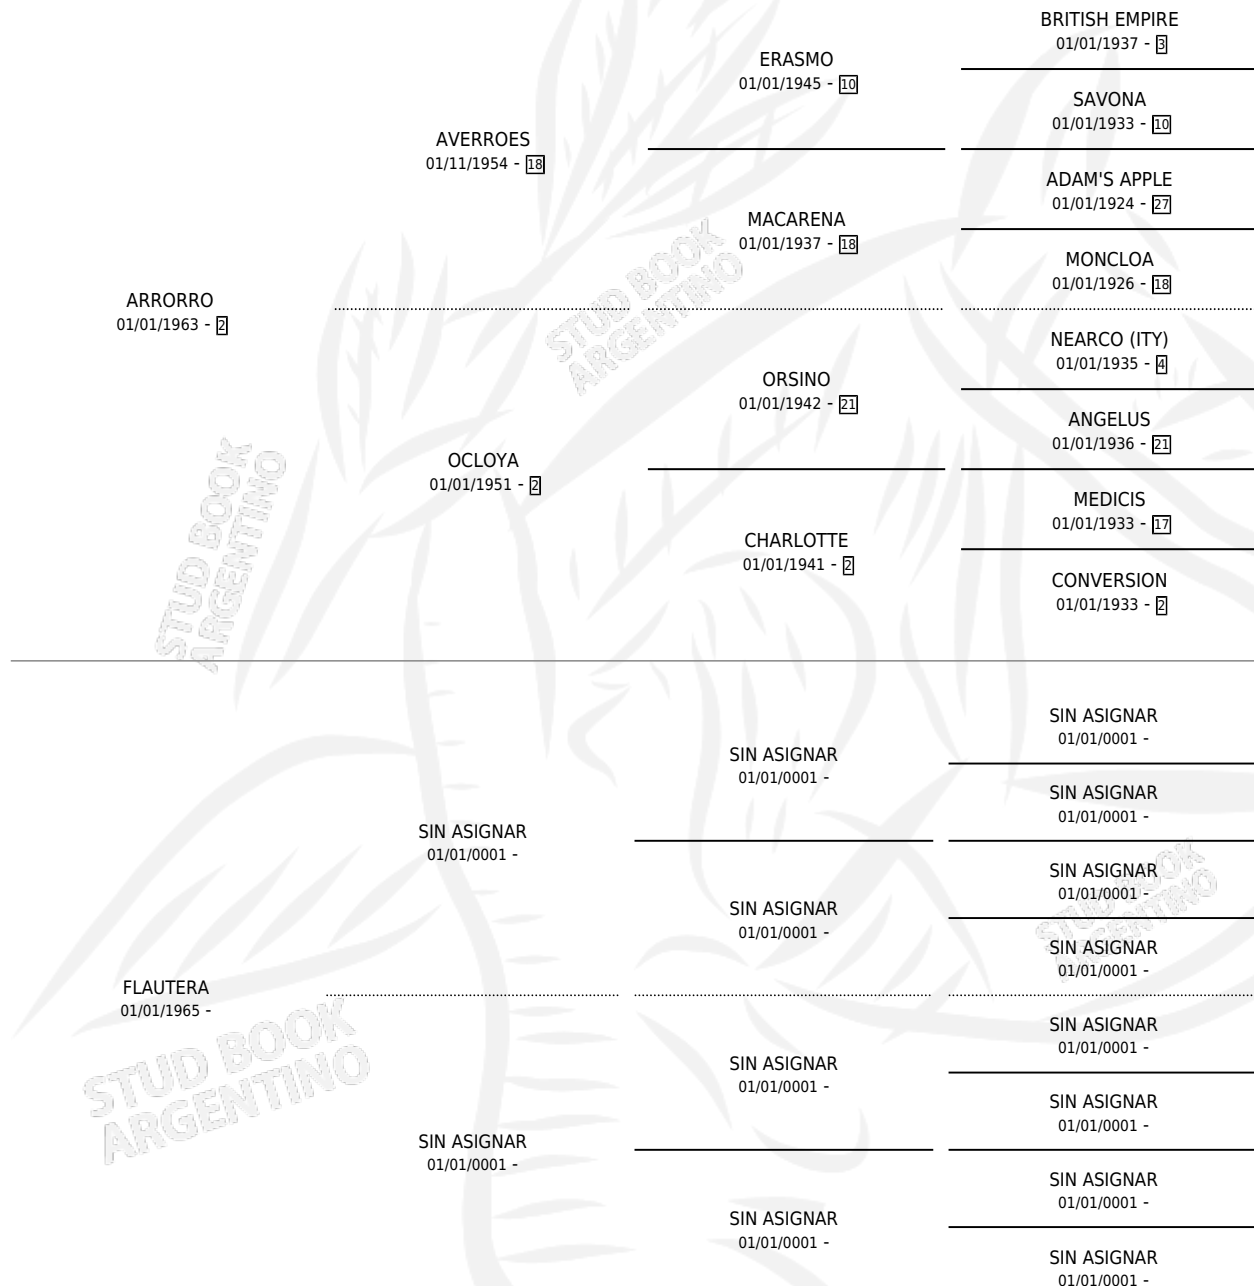 BRITISH EMPIRE
01/01/1937 - 3
ERASMO
01/01/1945 - 10
SAVONA
01/01/1933 - 10
AVERROES
01/11/1954 - 18
ADAM'S APPLE
01/01/1924 - 27
MACARENA
01/01/1937 - 18
MONCLOA
01/01/1926 - 18
ARRORRO
01/01/1963 - 2
STUD BOOK
ARGENTINO
NEARCO (ITY)
01/01/1935 - 4
ORSINO
01/01/1942 - 21
ANGELUS
01/01/1936 - 21
OCLOYA
01/01/1951 - 2
MEDICIS
01/01/1933 - 17
CHARLOTTE
01/01/1941 - 2
CONVERSION
01/01/1933 - 2
STUD BOOK
ARGENTINO
SIN ASIGNAR
01/01/0001 -
SIN ASIGNAR
01/01/0001 -
SIN ASIGNAR
01/01/0001 -
SIN ASIGNAR
01/01/0001 -
SIN ASIGNAR
01/01/0001 -
SIN ASIGNAR
01/01/0001 -
SIN ASIGNAR
01/01/0001 -
STUD BOOK
ARGENTINO
FLAUTERA
01/01/1965 -
SIN ASIGNAR
01/01/0001 -
SIN ASIGNAR
01/01/0001 -
SIN ASIGNAR
01/01/0001 -
SIN ASIGNAR
01/01/0001 -
SIN ASIGNAR
01/01/0001 -
SIN ASIGNAR
01/01/0001 -
SIN ASIGNAR
01/01/0001 -
STUD BOOK
ARGENTINO